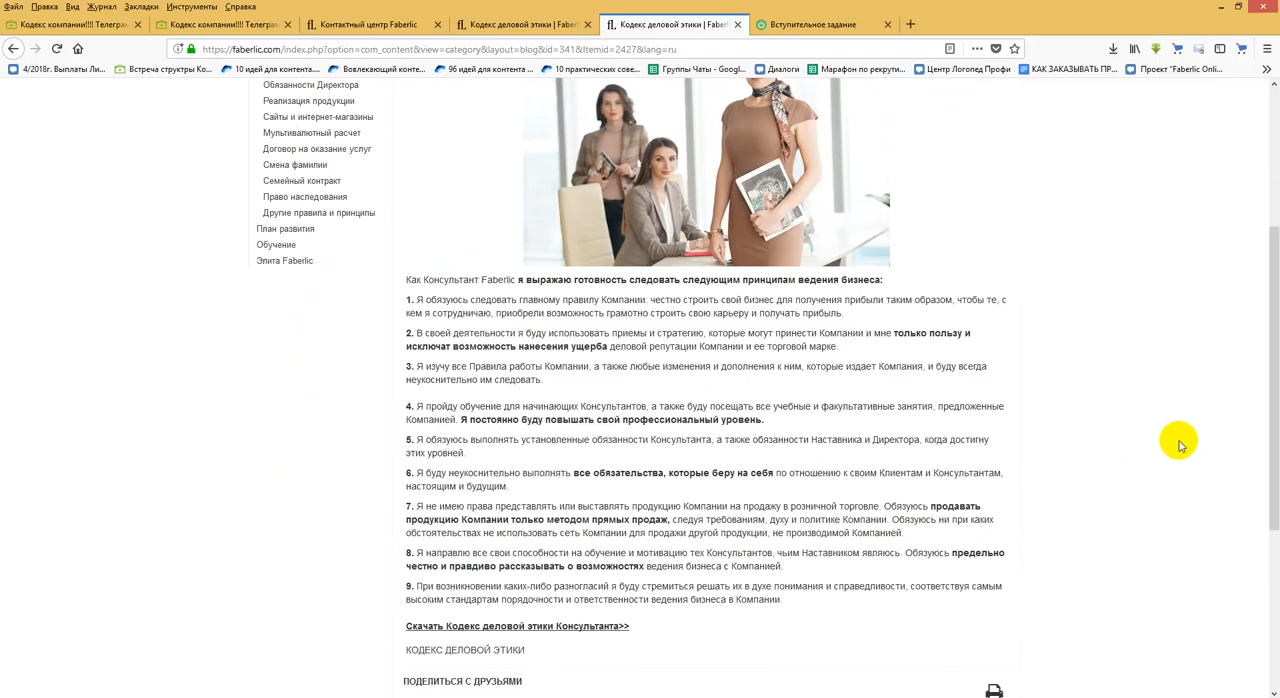 Файл Правка Вид Журнал Закладки Инструменты Справка
Кодекс компании!!!! Телегра Кодекс компании!!!! Телегра Контактный центр Faberlic Кодекс деловой этики | Faberl Кодекс деловой этики | Faberl Вступительное задание
https://faberlic.com/index.php?option=com_content&view=category&layout=blog&id=341&Itemid=2427&lang=ru
4/2018г. Выплаты Ли... Встреча структры Ко... 10 идей для контента.... Вовлекающий конте... 96 идей для контента ... 10 практических сове... Группы Чаты - Googl... Диалоги Марафон по рекрути... Центр Логопед Профи КАК ЗАКАЗЫВАТЬ ПР... Проект "Faberlic Onli...
Обязанности Директора
Реализация продукции
Сайты и интернет-магазины
Мультивалютный расчет
Договор на оказание услуг
Смена фамилии
Семейный контракт
Право наследования
Другие правила и принципы
План развития
Обучение
Элита Faberlic
Как Консультант Faberlic я выражаю готовность следовать следующим принципам ведения бизнеса:
1. Я обязуюсь следовать главному правилу Компании: честно строить свой бизнес для получения прибыли таким образом, чтобы те, с
кем я сотрудничаю, приобрели возможность грамотно строить свою карьеру и получать прибыль.
2. В своей деятельности я буду использовать приемы и стратегию, которые могут принести Компании и мне только пользу и
исключат возможность нанесения ущерба деловой репутации Компании и ее торговой марке.
3. Я изучу все Правила работы Компании, а также любые изменения и дополнения к ним, которые издает Компания, и буду всегда
неукоснительно им следовать.
4. Я пройду обучение для начинающих Консультантов, а также буду посещать все учебные и факультативные занятия, предложенные
Компанией. Я постоянно буду повышать свой профессиональный уровень.
5. Я обязуюсь выполнять установленные обязанности Консультанта, а также обязанности Наставника и Директора, когда достигну
этих уровней.
6. Я буду неукоснительно выполнять все обязательства, которые беру на себя по отношению к своим Клиентам и Консультантам,
настоящим и будущим.
7. Я не имею права представлять или выставлять продукцию Компании на продажу в розничной торговле. Обязуюсь продавать
продукцию Компании только методом прямых продаж, следуя требованиям, духу и политике Компании. Обязуюсь ни при каких
обстоятельствах не использовать сеть Компании для продажи другой продукции, не производимой Компанией.
8. Я направлю все свои способности на обучение и мотивацию тех Консультантов, чьим Наставником являюсь. Обязуюсь предельно
честно и правдиво рассказывать о возможностях ведения бизнеса с Компанией.
9. При возникновении каких-либо разногласий я буду стремиться решать их в духе понимания и справедливости, соответствуя самым
высоким стандартам порядочности и ответственности ведения бизнеса в Компании.
Скачать Кодекс деловой этики Консультанта>>
КОДЕКС ДЕЛОВОЙ ЭТИКИ
ПОДЕЛИТЬСЯ С ДРУЗЬЯМИ